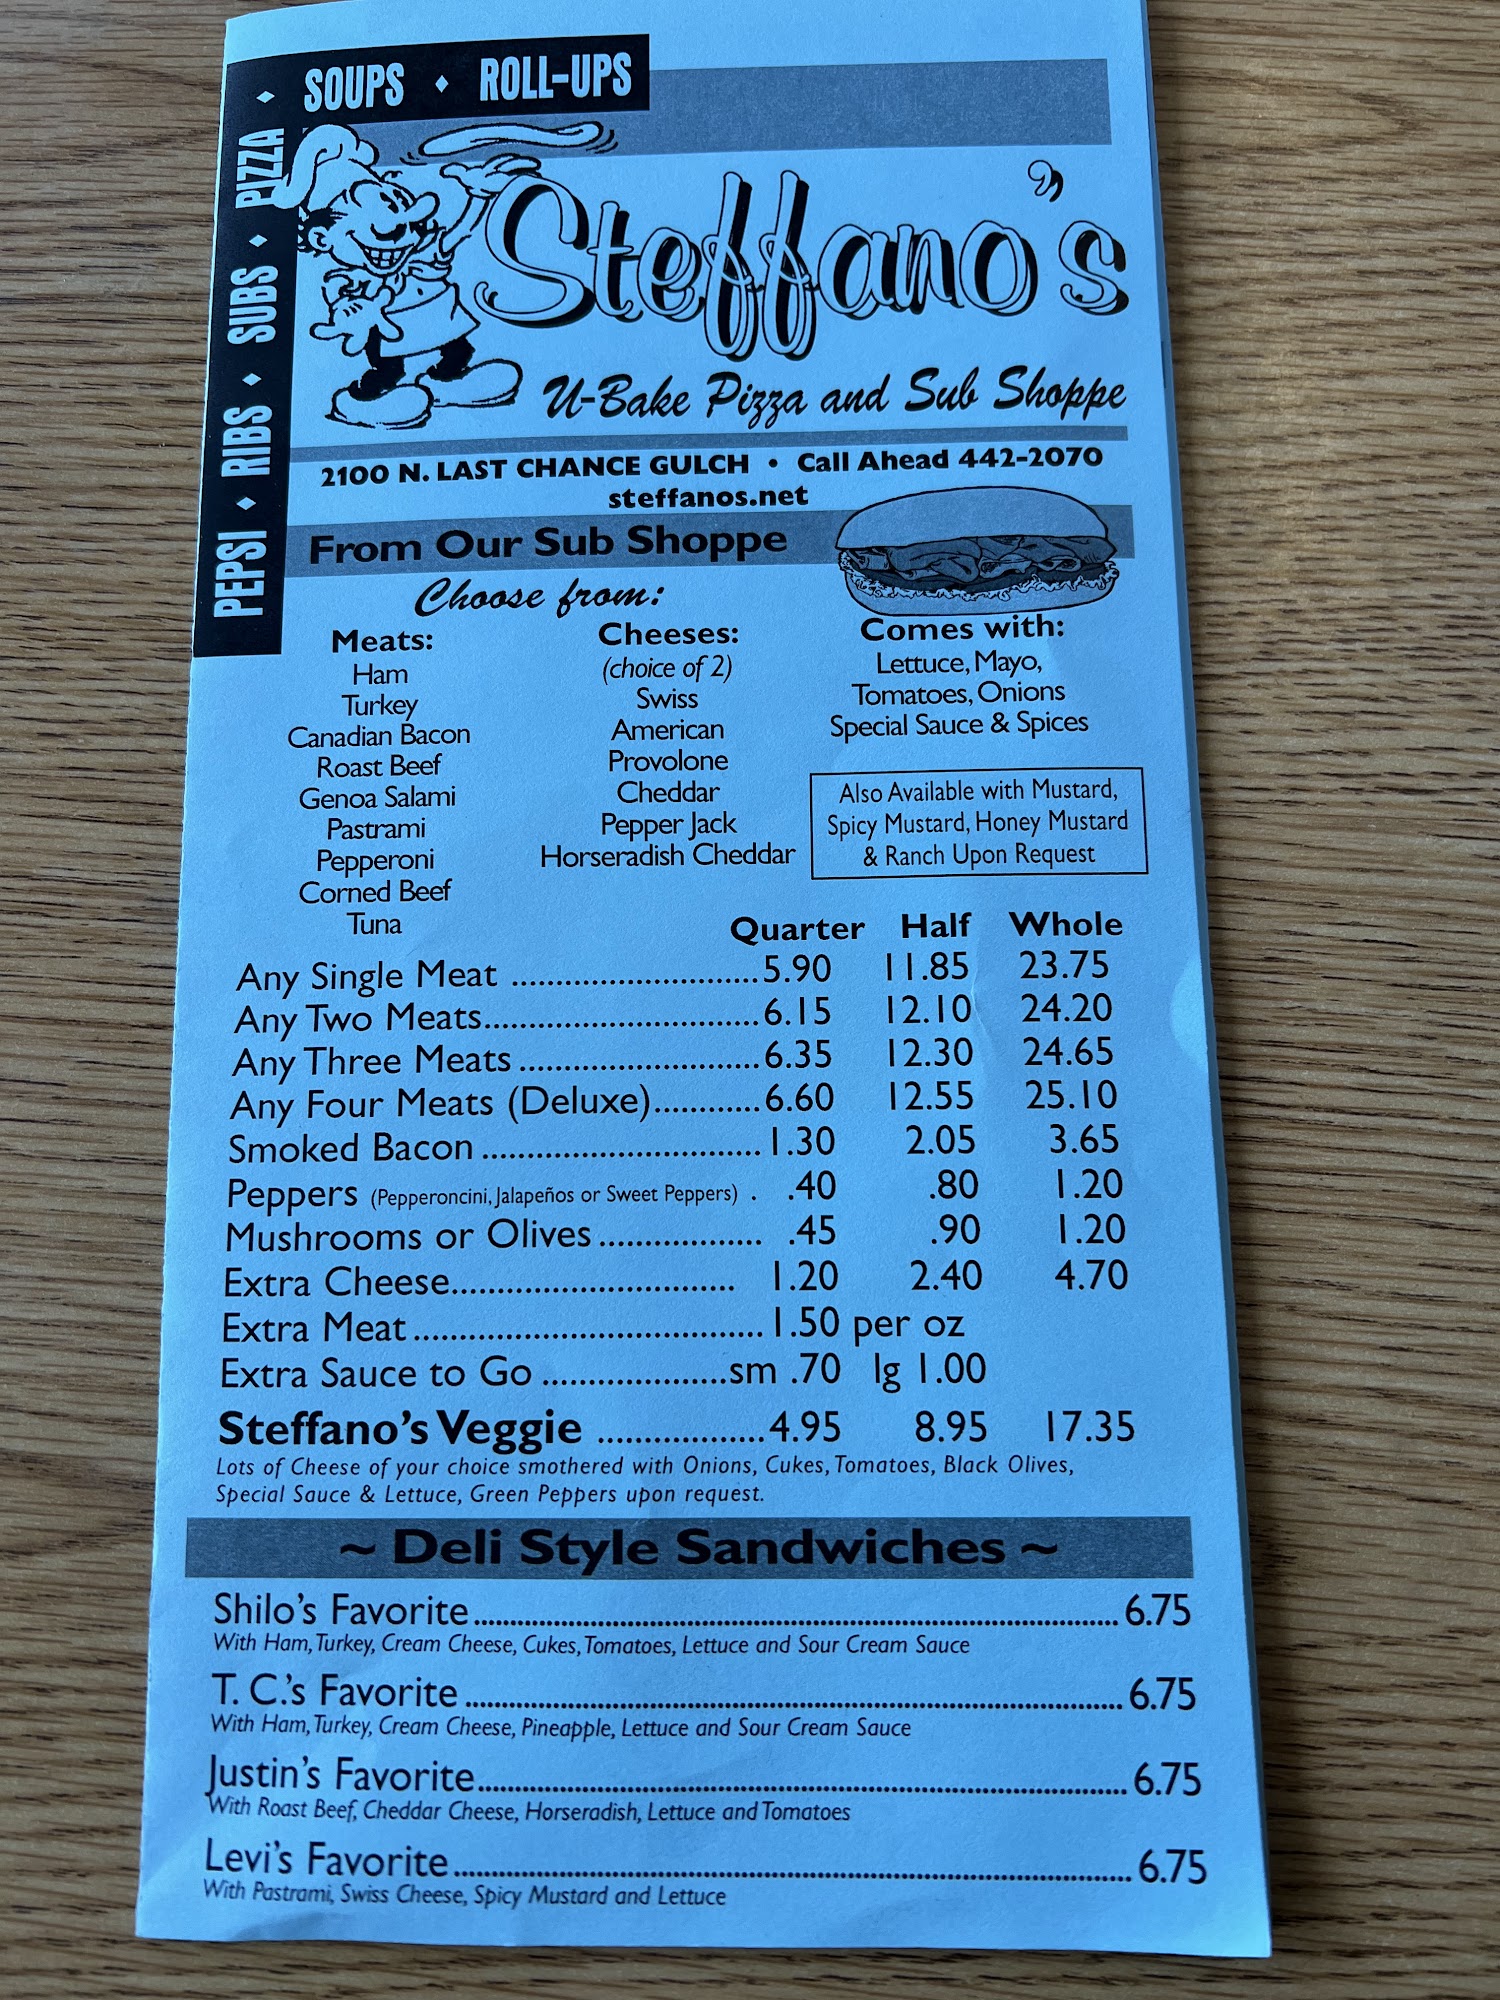 SOUPS ⬩ ROLL-UPS
PEPSI ⬩ RIBS ⬩ SUBS ⬩ PIZZA ⬩
Steffano's
U-Bake Pizza and Sub Shoppe
2100 N. LAST CHANCE GULCH • Call Ahead 442-2070
steffanos.net
From Our Sub Shoppe
Choose from:
Meats:
Ham
Turkey
Canadian Bacon
Roast Beef
Genoa Salami
Pastrami
Pepperoni
Corned Beef
Tuna
Cheeses:
(choice of 2)
Swiss
American
Provolone
Cheddar
Pepper Jack
Horseradish Cheddar
Comes with:
Lettuce, Mayo,
Tomatoes, Onions
Special Sauce & Spices
Also Available with Mustard,
Spicy Mustard, Honey Mustard
& Ranch Upon Request
Quarter Half Whole
Any Single Meat ........................ 5.90 11.85 23.75
Any Two Meats........................... 6.15 12.10 24.20
Any Three Meats ....................... 6.35 12.30 24.65
Any Four Meats (Deluxe)........... 6.60 12.55 25.10
Smoked Bacon ........................... 1.30 2.05 3.65
Peppers (Pepperoncini, Jalapeños or Sweet Peppers) . .40 .80 1.20
Mushrooms or Olives ................ .45 .90 1.20
Extra Cheese............................ 1.20 2.40 4.70
Extra Meat .................................. 1.50 per oz
Extra Sauce to Go .................. sm .70 lg 1.00
Steffano's Veggie ................. 4.95 8.95 17.35
Lots of Cheese of your choice smothered with Onions, Cukes, Tomatoes, Black Olives,
Special Sauce & Lettuce, Green Peppers upon request.
~ Deli Style Sandwiches ~
Shilo's Favorite ........................................ 6.75
With Ham, Turkey, Cream Cheese, Cukes, Tomatoes, Lettuce and Sour Cream Sauce
T. C.'s Favorite ........................................ 6.75
With Ham, Turkey, Cream Cheese, Pineapple, Lettuce and Sour Cream Sauce
Justin's Favorite........................................ 6.75
With Roast Beef, Cheddar Cheese, Horseradish, Lettuce and Tomatoes
Levi's Favorite ........................................ 6.75
With Pastrami, Swiss Cheese, Spicy Mustard and Lettuce